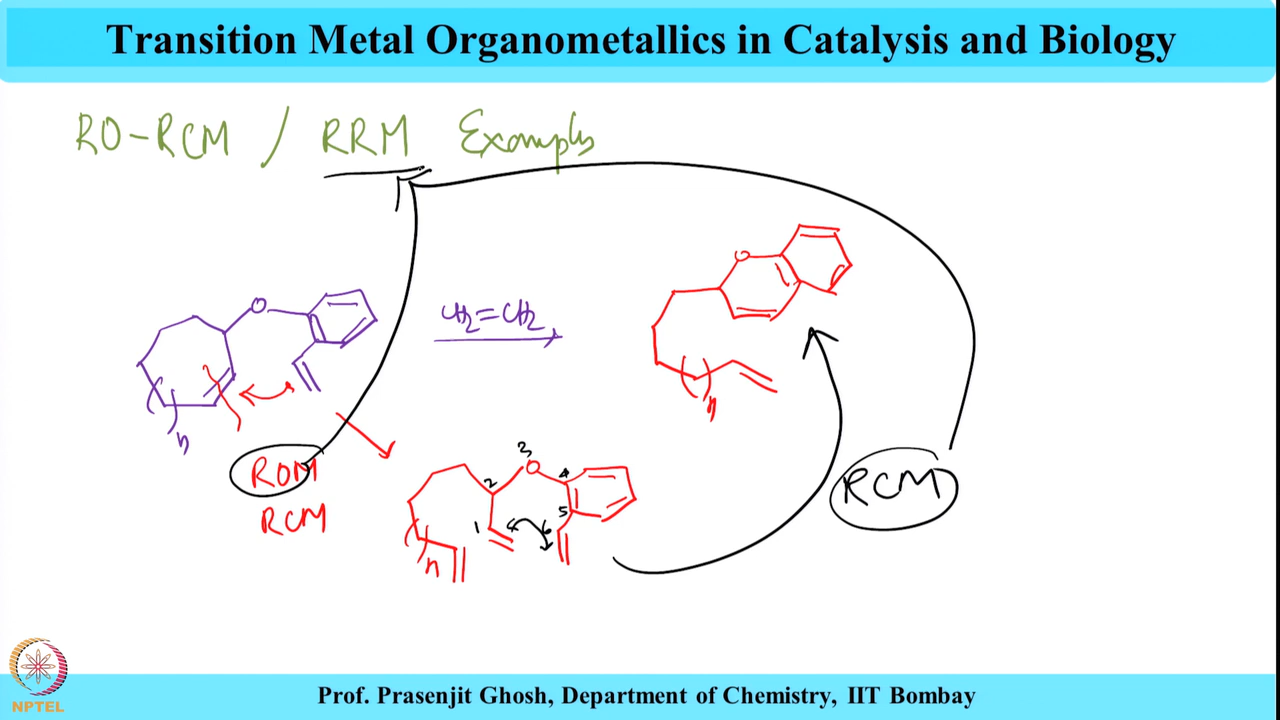 Transition Metal Organometallics in Catalysis and Biology
RO-RCM / RRM Examples
O
CH2=CH2
n
O
n
ROM
RCM
3
O
2
4
5
1
6
n
RCM
NPTEL
Prof. Prasenjit Ghosh, Department of Chemistry, IIT Bombay